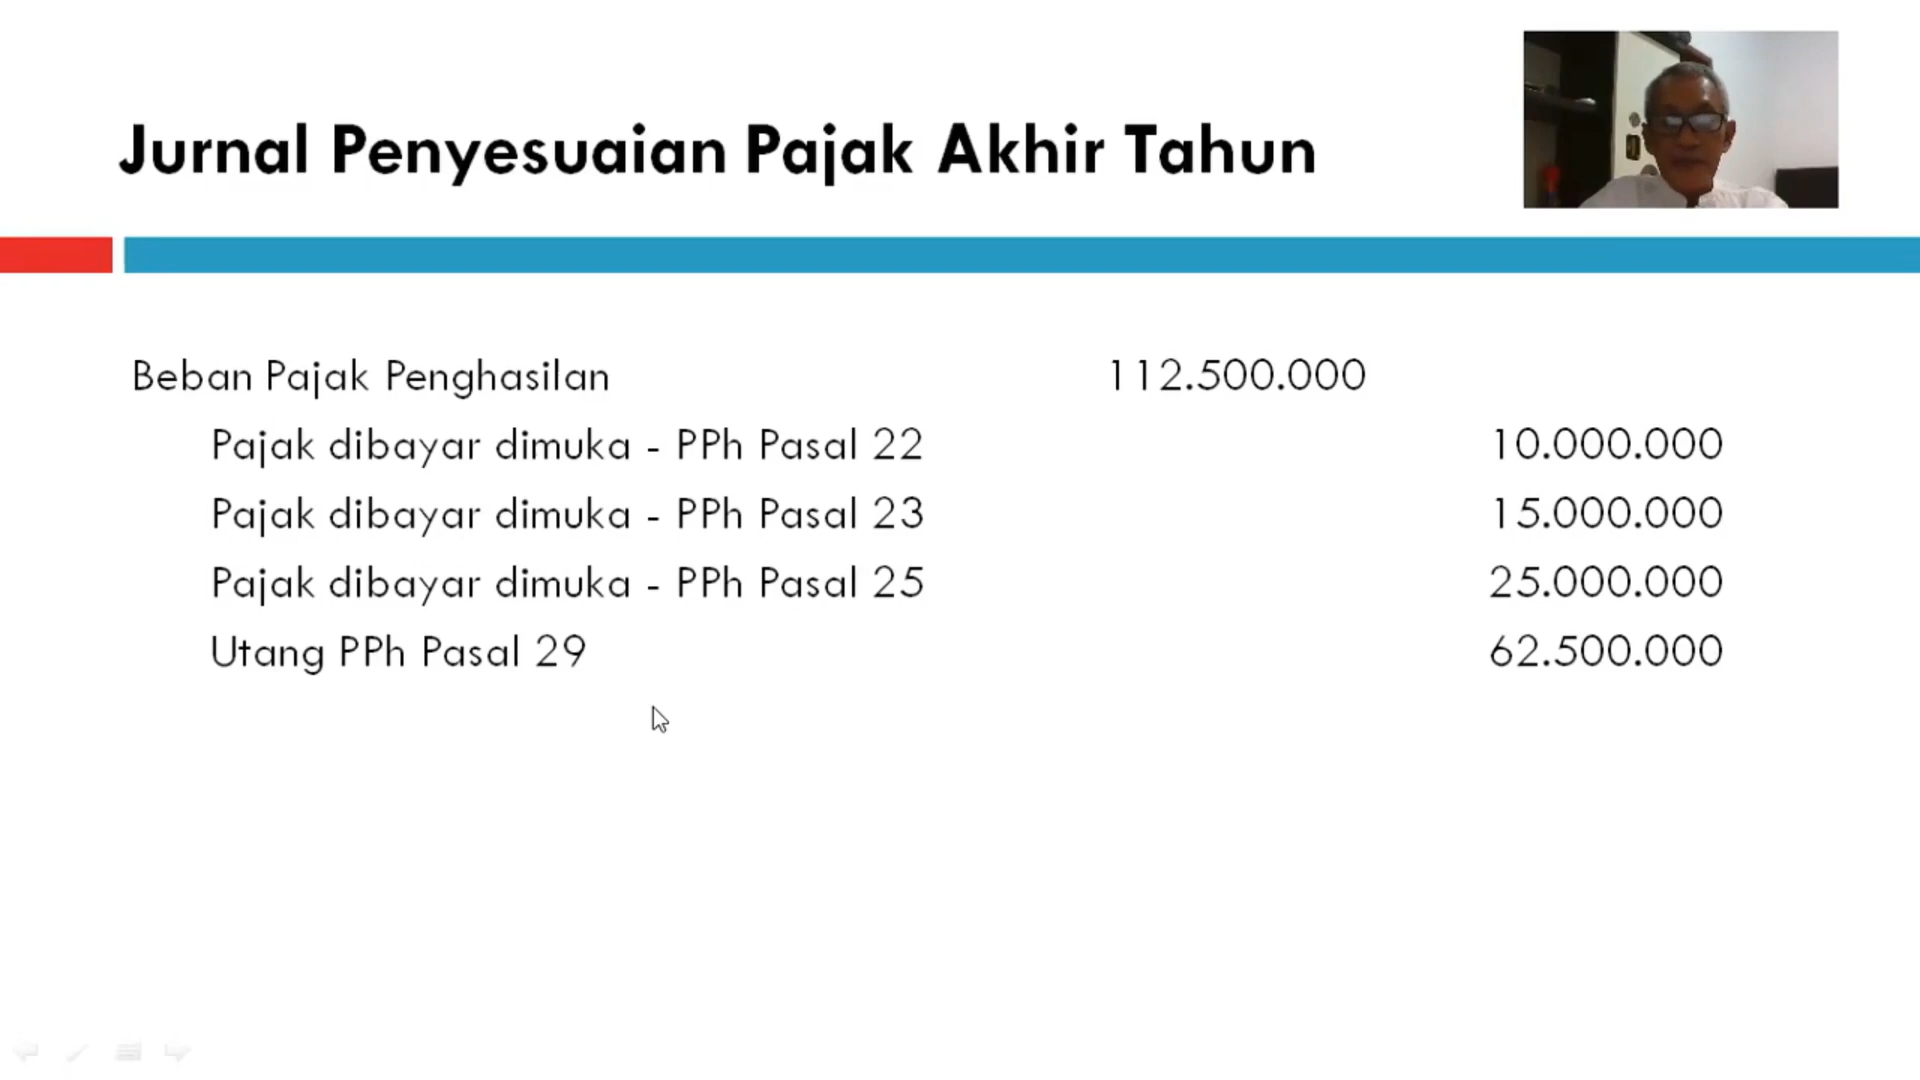 Jurnal Penyesuaian Pajak Akhir Tahun
Beban Pajak Penghasilan 112.500.000
Pajak dibayar dimuka - PPh Pasal 22 10.000.000
Pajak dibayar dimuka - PPh Pasal 23 15.000.000
Pajak dibayar dimuka - PPh Pasal 25 25.000.000
Utang PPh Pasal 29 62.500.000